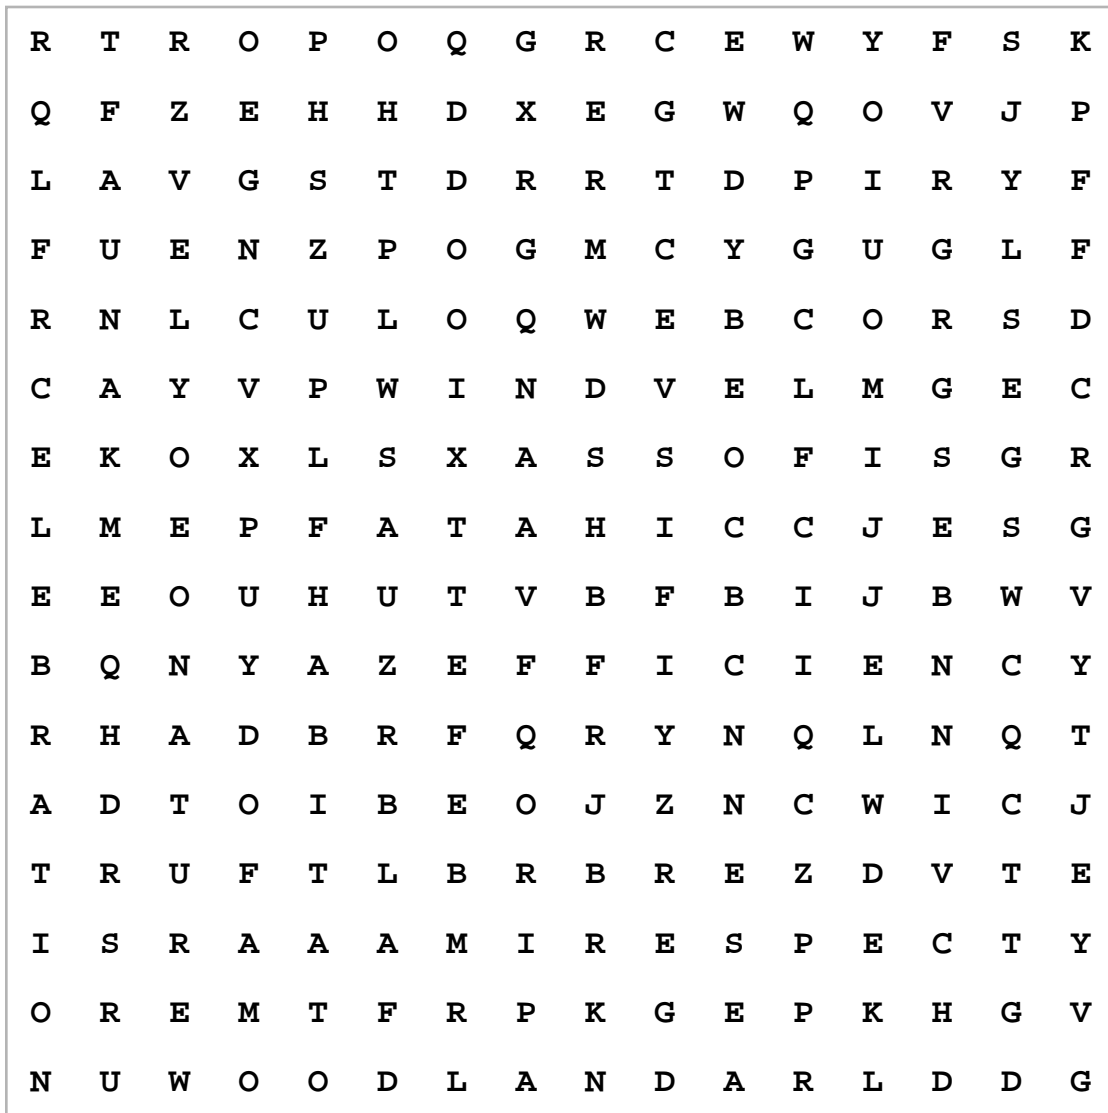 R T R O P O Q G R C E W Y F S K
Q F Z E H H D X E G W Q O V J P
L A V G S T D R R T D P I R Y F
F U E N Z P O G M C Y G U G L F
R N L C U L O Q W E B C O R S D
C A Y V P W I N D V E L M G E C
E K O X L S X A S S O F I S G R
L M E P F A T A H I C C J E S G
E E O U H U T V B F B I J B W V
B Q N Y A Z E F F I C I E N C Y
R H A D B R F Q R Y N Q L N Q T
A D T O I B E O J Z N C W I C J
T R U F T L B R B R E Z D V T E
I S R A A A M I R E S P E C T Y
O R E M T F R P K G E P K H G V
N U W O O D L A N D A R L D D G